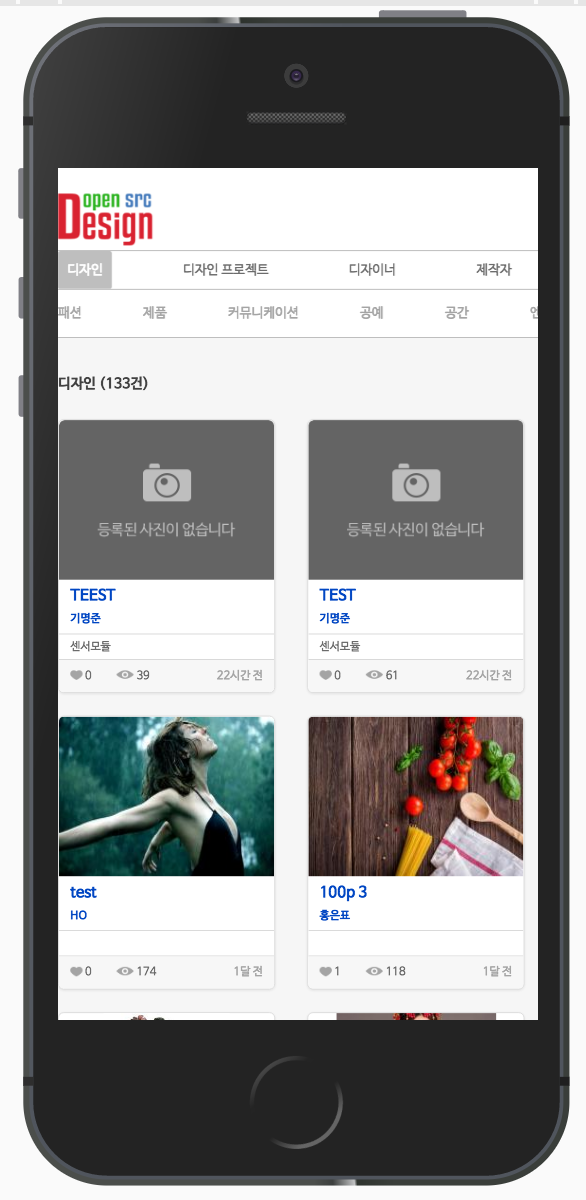 open src
Design
디자인 디자인 프로젝트 디자이너 제작자
패션 제품 커뮤니케이션 공예 공간
디자인 (133건)
등록된 사진이 없습니다
TEEST
기명준
센서모듈
0 39 22시간 전
등록된 사진이 없습니다
TEST
기명준
센서모듈
0 61 22시간 전
test
HO
0 174 1달 전
100p 3
홍은표
1 118 1달 전